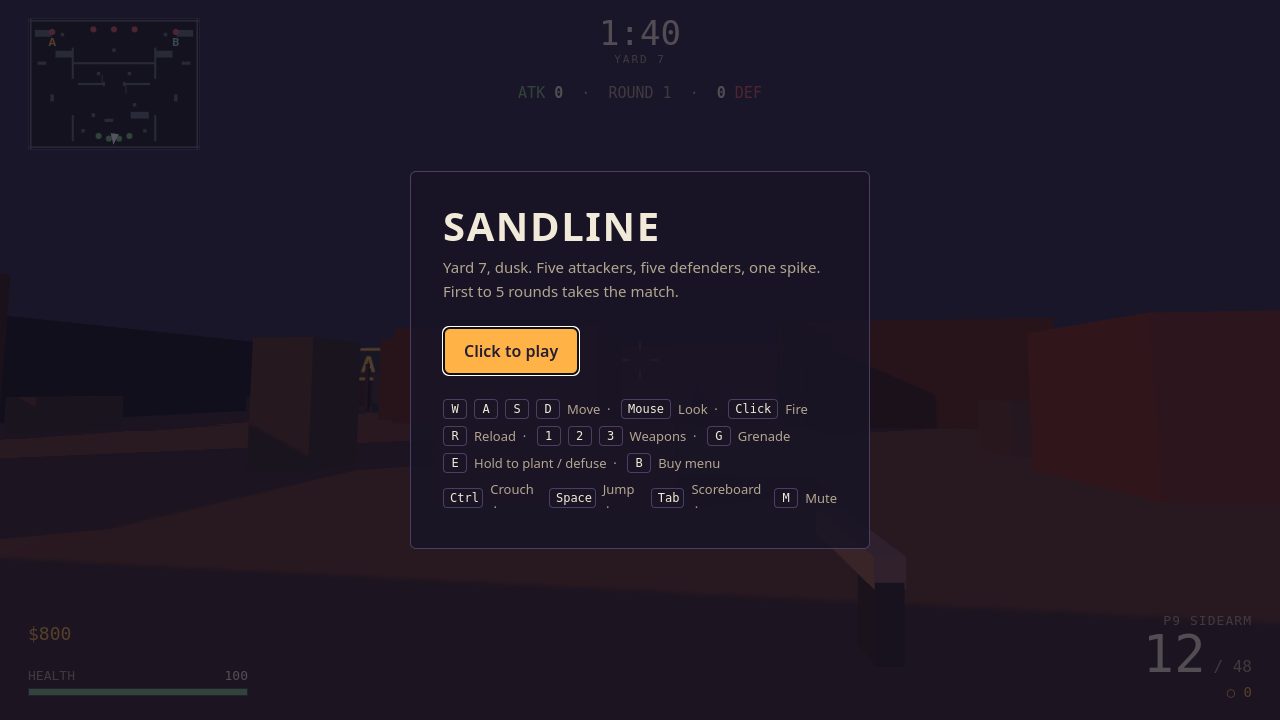 A
B
1:40
YARD 7
ATK 0 · ROUND 1 · 0 DEF
SANDLINE
Yard 7, dusk. Five attackers, five defenders, one spike.
First to 5 rounds takes the match.
Click to play
W A S D Move · Mouse Look · Click Fire
R Reload · 1 2 3 Weapons · G Grenade
E Hold to plant / defuse · B Buy menu
Ctrl Crouch · Space Jump · Tab Scoreboard · M Mute
A
$800
HEALTH 100
P9 SIDEARM
12 / 48
○ 0